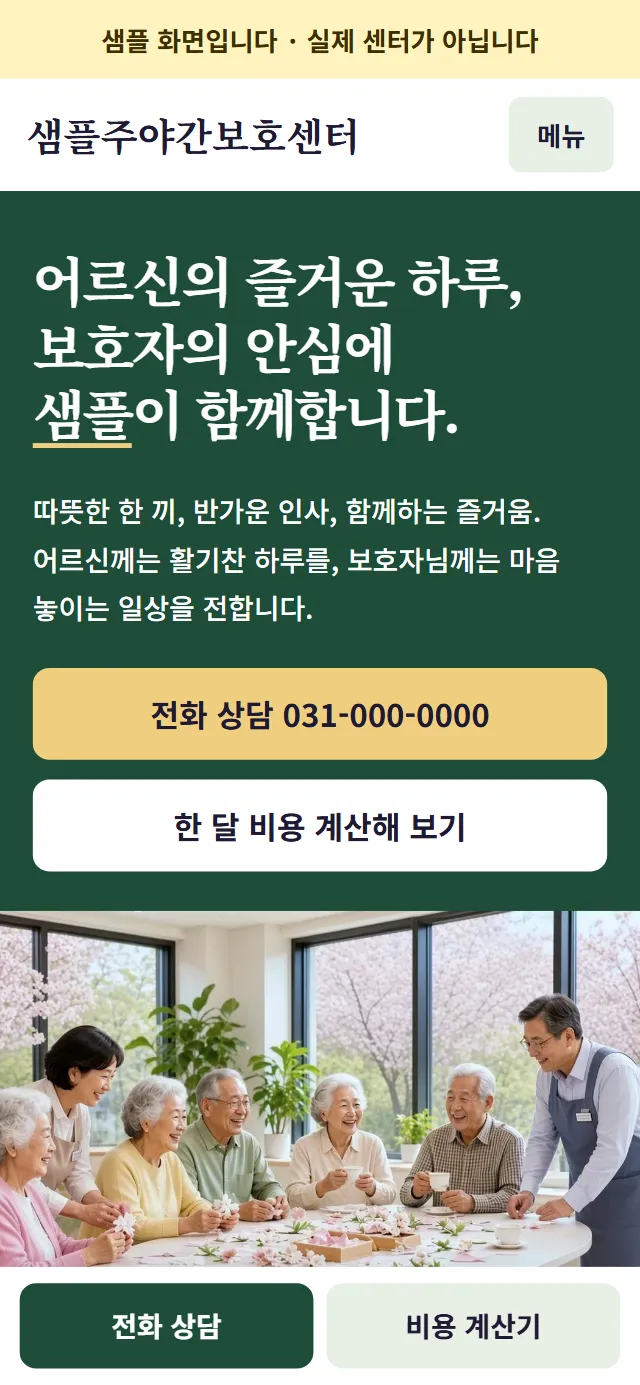 샘플 화면입니다 · 실제 센터가 아닙니다
샘플주야간보호센터
메뉴
어르신의 즐거운 하루,
보호자의 안심에
샘플이 함께합니다.
따뜻한 한 끼, 반가운 인사, 함께하는 즐거움.
어르신께는 활기찬 하루를, 보호자님께는 마음
놓이는 일상을 전합니다.
전화 상담 031-000-0000
한 달 비용 계산해 보기
전화 상담
비용 계산기